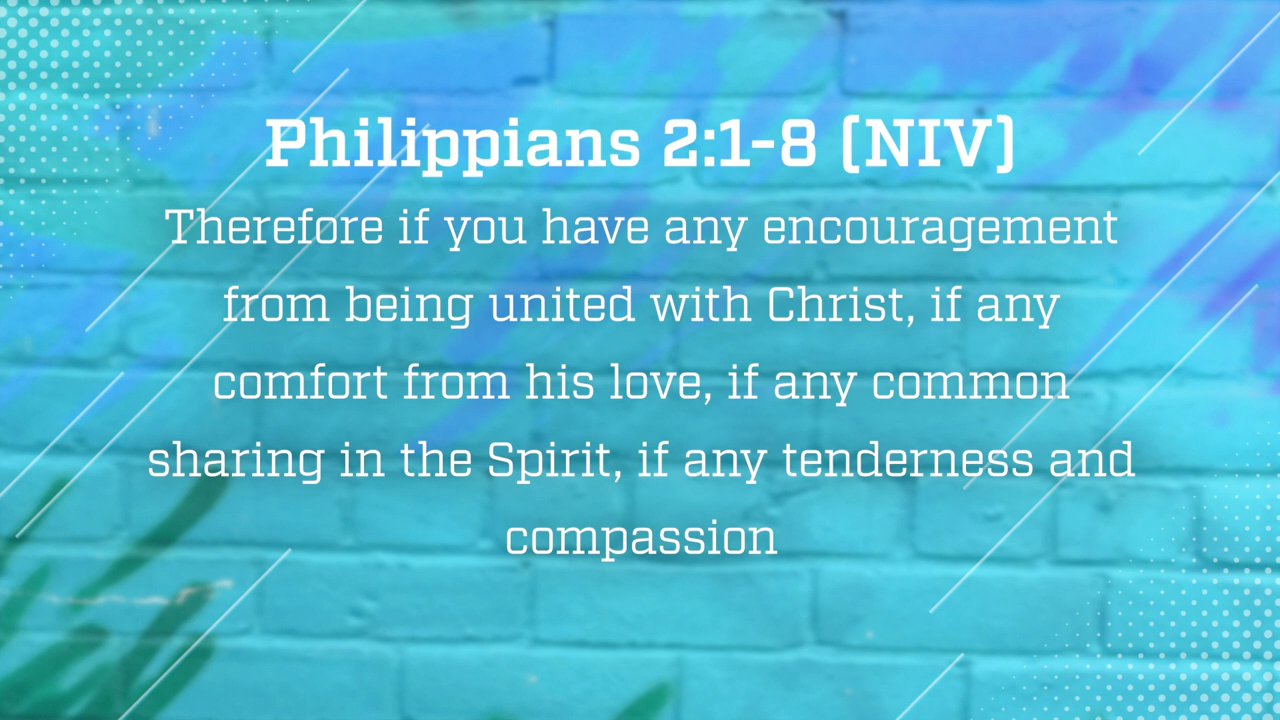 Philippians 2:1-8 (NIV)
Therefore if you have any encouragement
from being united with Christ, if any
comfort from his love, if any common
sharing in the Spirit, if any tenderness and
compassion